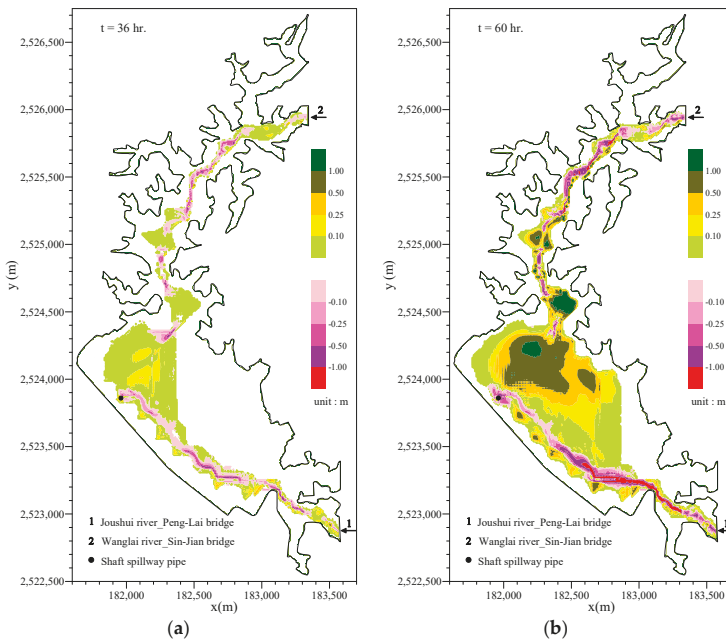 t = 36 hr.
2
2,526,500
2,526,000
2,525,500
2,525,000
2,524,500
2,524,000
2,523,500
2,523,000
2,522,500
y (m)
1.00
0.50
0.25
0.10
-0.10
-0.25
-0.50
-1.00
unit : m
1 Joushui river_Peng-Lai bridge
2 Wanglai river_Sin-Jian bridge
Shaft spillway pipe
1
182,000 182,500 183,000 183,500
x(m)
(a)
t = 60 hr.
2
2,526,500
2,526,000
2,525,500
2,525,000
2,524,500
2,524,000
2,523,500
2,523,000
2,522,500
y (m)
1.00
0.50
0.25
0.10
-0.10
-0.25
-0.50
-1.00
unit : m
1 Joushui river_Peng-Lai bridge
2 Wanglai river_Sin-Jian bridge
Shaft spillway pipe
1
182,000 182,500 183,000 183,500
x(m)
(b)